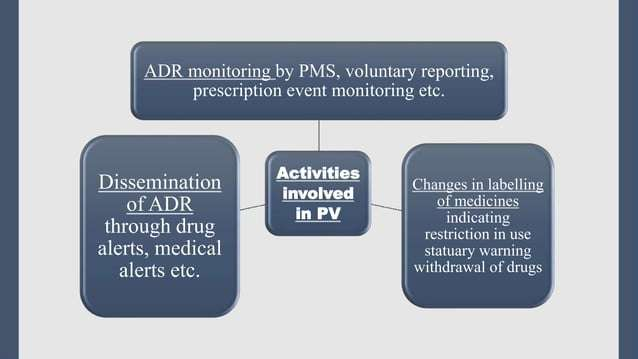 ADR monitoring by PMS, voluntary reporting,
prescription event monitoring etc.
Activities
involved
in PV
Dissemination
of ADR
through drug
alerts, medical
alerts etc.
Changes in labelling
of medicines
indicating
restriction in use
statuary warning
withdrawal of drugs